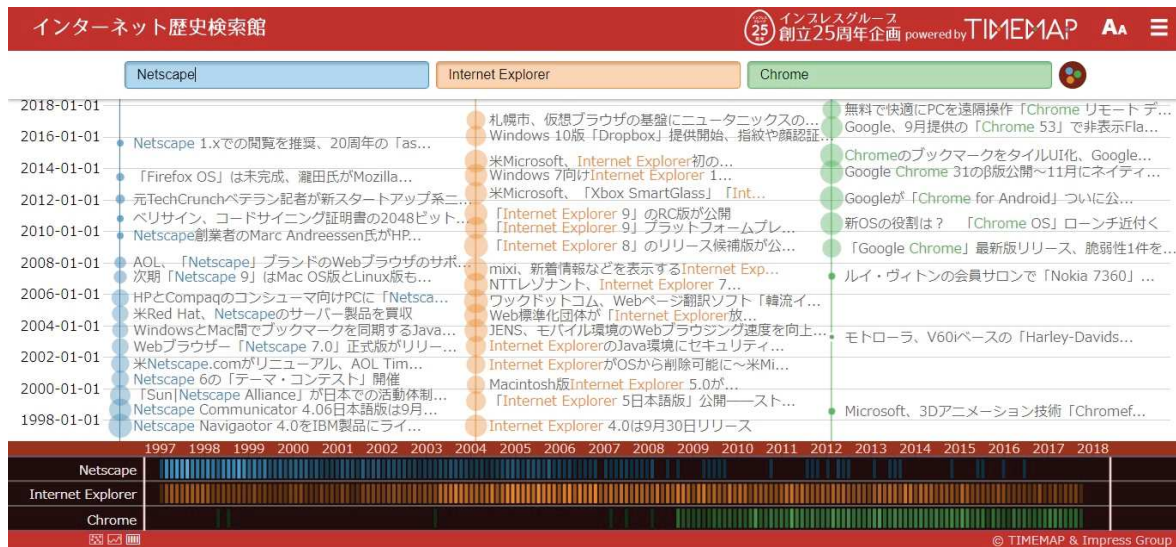 インターネット歴史検索館
インプレスグループ
25
創立25周年企画 powered by TIMEMAP AA
Netscape
Internet Explorer
Chrome
2018-01-01
2016-01-01
2014-01-01
2012-01-01
2010-01-01
2008-01-01
2006-01-01
2004-01-01
2002-01-01
2000-01-01
1998-01-01
Netscape 1.xでの閲覧を推奨、20周年の「as...
「Firefox OS」は未完成、瀧田氏がMozilla...
元TechCrunchベテラン記者が新スタートアップ系ニ...
ベリサイン、コードサイニング証明書の2048ビット...
Netscape創業者のMarc Andreessen氏がHP...
AOL、「Netscape」ブランドのWebブラウザのサポ...
次期「Netscape 9」はMac OS版とLinux版も...
HPとCompaqのコンシューマ向けPCに「Netsca...
米Red Hat、Netscapeのサーバー製品を買収
WindowsとMac間でブックマークを同期するJava...
Webブラウザー「Netscape 7.0」正式版がリリー...
米Netscape.comがリニューアル、AOL Tim...
Netscape 6の「テーマ・コンテスト」開催
「Sun|Netscape Alliance」が日本での活動体制...
Netscape Communicator 4.06日本語版は9月...
Netscape Navigaotor 4.0をIBM製品にライ...
札幌市、仮想ブラウザの基盤にニュータニックスの...
Windows 10版「Dropbox」提供開始、指紋や顔認証...
米Microsoft、Internet Explorer初の...
Windows 7向けInternet Explorer 1...
米Microsoft、「Xbox SmartGlass」「Int...
「Internet Explorer 9」のRC版が公開
「Internet Explorer 9」プラットフォームプレ...
「Internet Explorer 8」のリリース候補版が公...
mixi、新着情報などを表示するInternet Exp...
NTTレゾナント、Internet Explorer 7...
ワックドットコム、Webページ翻訳ソフト「韓流イ...
Web標準化団体が「Internet Explorer放...
JENS、モバイル環境のWebブラウジング速度を向上...
Internet ExplorerのJava環境にセキュリティ...
Internet ExplorerがOSから削除可能に～米Mi...
Macintosh版Internet Explorer 5.0が...
「Internet Explorer 5日本語版」公開――スト...
Internet Explorer 4.0は9月30日リリース
無料で快適にPCを遠隔操作「Chrome リモート デ...
Google、9月提供の「Chrome 53」で非表示Fla...
ChromeのブックマークをタイルUI化、Google...
Google Chrome 31のβ版公開～11月にネイティ...
Googleが「Chrome for Android」ついに公...
新OSの役割は？ 「Chrome OS」ローンチ近付く
「Google Chrome」最新版リリース、脆弱性1件を...
ルイ・ヴィトンの会員サロンで「Nokia 7360」...
モトローラ、V60iベースの「Harley-Davids...
Microsoft、3Dアニメーション技術「Chromef...
1997 1998 1999 2000 2001 2002 2003 2004 2005 2006 2007 2008 2009 2010 2011 2012 2013 2014 2015 2016 2017 2018
Netscape
Internet Explorer
Chrome
© TIMEMAP & Impress Group